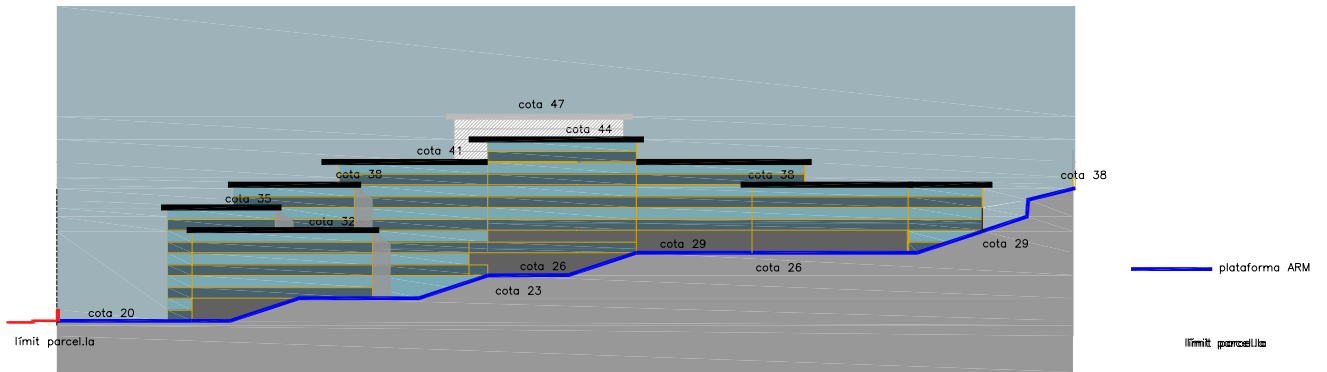 cota 47
cota 44
cota 41
cota 38
cota 38
cota 38
cota 35
cota 32
cota 29
cota 29
cota 26
cota 26
plataforma ARM
cota 23
cota 20
límit parcel.la
límit parcel.la